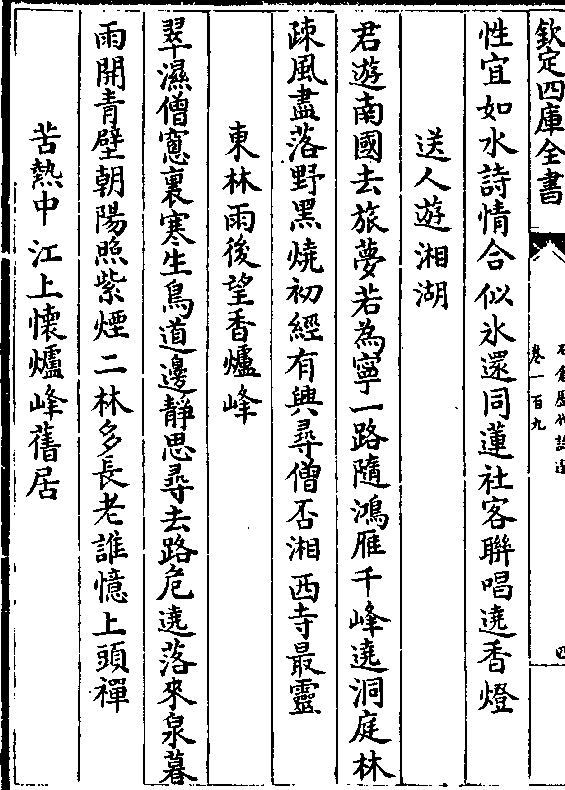 欽定四庫全書
卷一百九
四
性宜如水詩情合似氷還同蓮社客聯唱遶香燈
送人遊湘湖
君遊南國去旅夢若為寧一路隨鴻雁千峰遶洞庭林
疎風盡落野黑燒初經有興尋僧否湘西寺最靈
東林雨後望香爐峰
翠濕僧窻裏寒生鳥道邊靜思尋去路危遶落來泉暮
雨開青壁朝陽照紫煙二林多長老誰憶上頭禪
苦熱中江上懷爐峰舊居